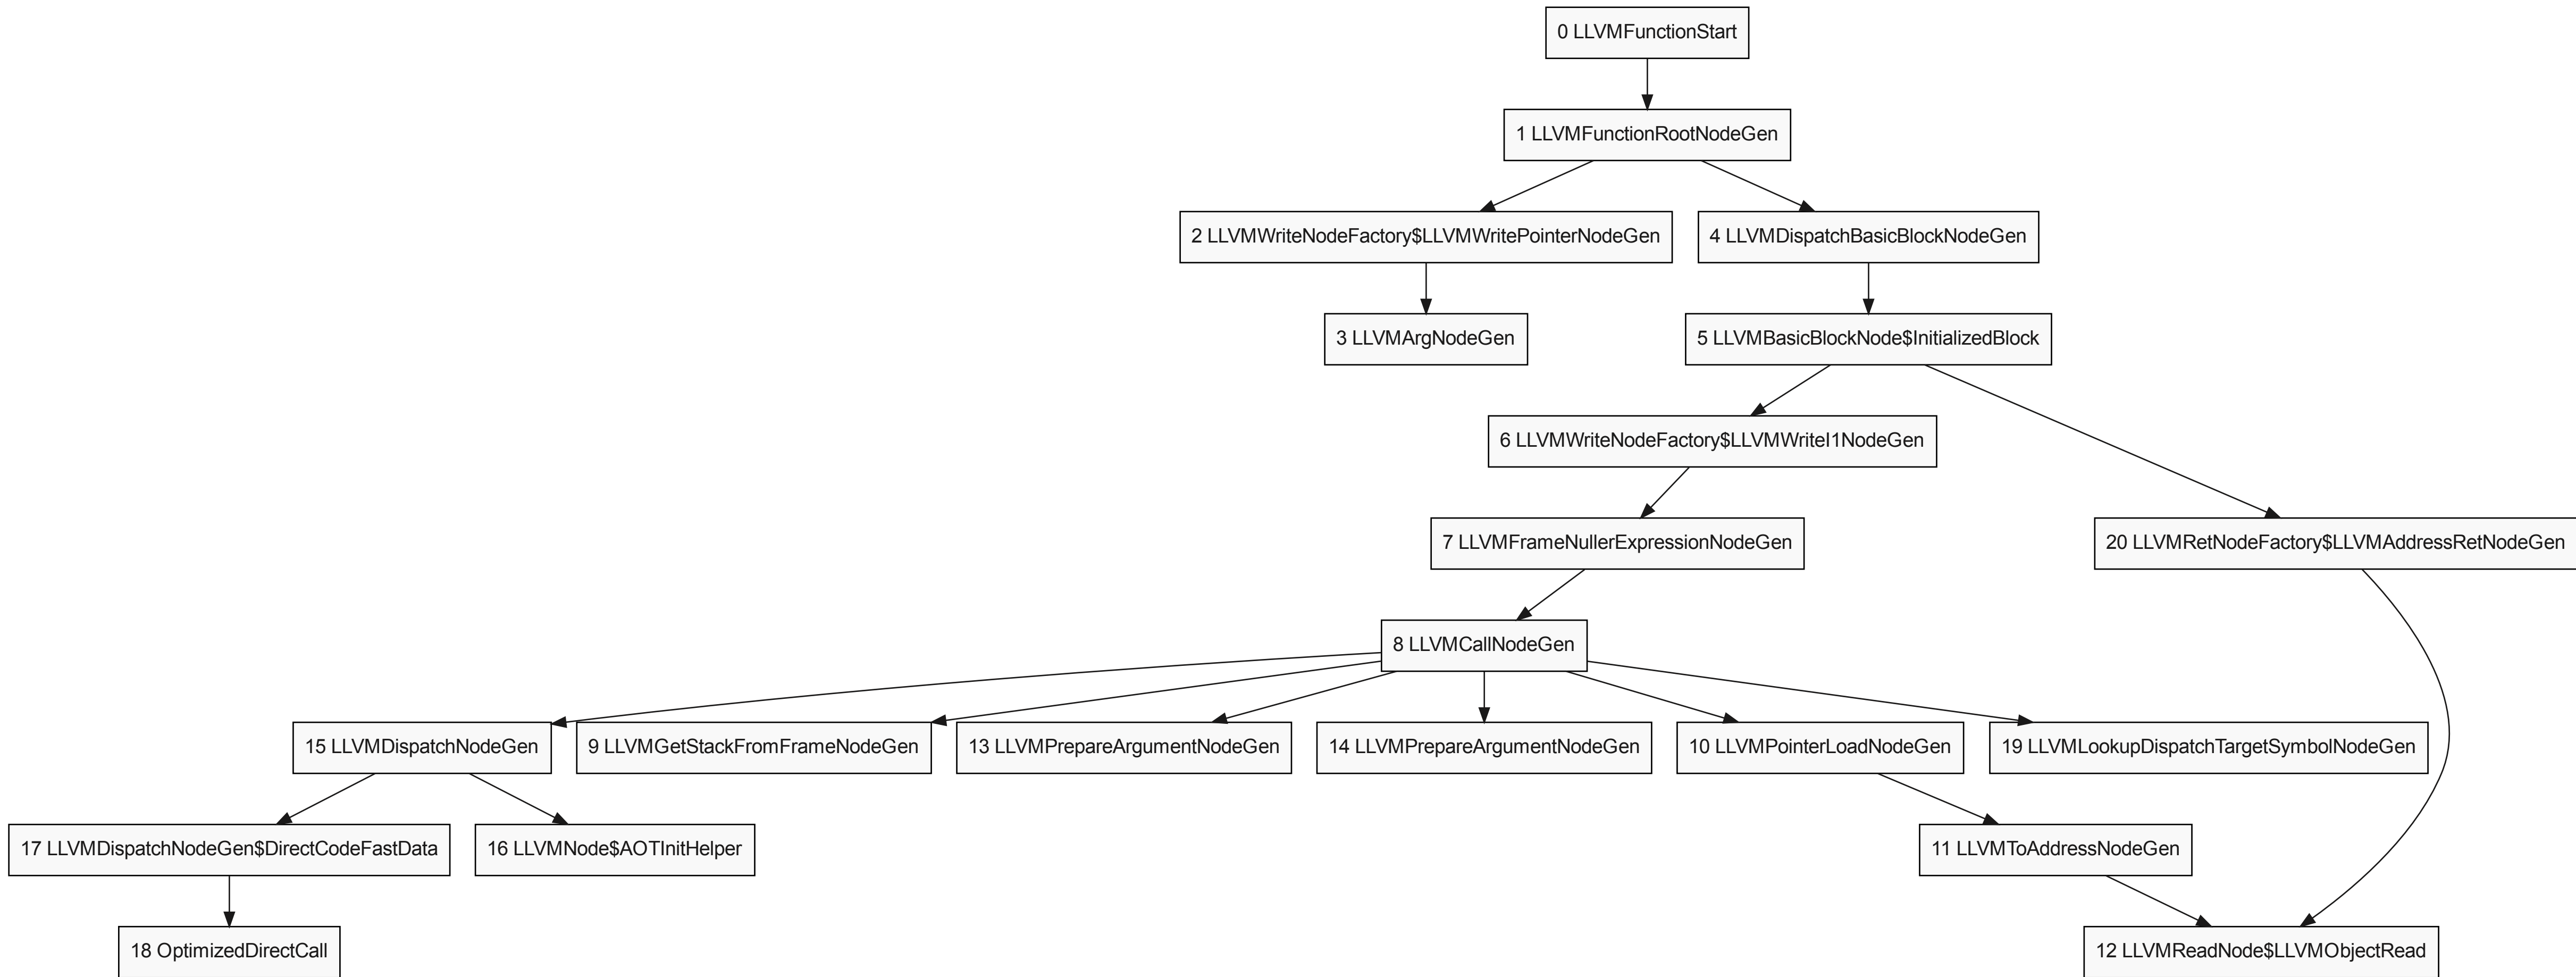 0 LLVMFunctionStart
1 LLVMFunctionRootNodeGen
2 LLVMWriteNodeFactory$LLVMWritePointerNodeGen
4 LLVMDispatchBasicBlockNodeGen
3 LLVMArgNodeGen
5 LLVMBasicBlockNode$InitializedBlock
6 LLVMWriteNodeFactory$LLVMWriteI1NodeGen
7 LLVMFrameNullerExpressionNodeGen
20 LLVMRetNodeFactory$LLVMAddressRetNodeGen
8 LLVMCallNodeGen
15 LLVMDispatchNodeGen
9 LLVMGetStackFromFrameNodeGen
13 LLVMPrepareArgumentNodeGen
14 LLVMPrepareArgumentNodeGen
10 LLVMPointerLoadNodeGen
19 LLVMLookupDispatchTargetSymbolNodeGen
17 LLVMDispatchNodeGen$DirectCodeFastData
16 LLVMNode$AOTInitHelper
11 LLVMToAddressNodeGen
18 OptimizedDirectCall
12 LLVMReadNode$LLVMObjectRead